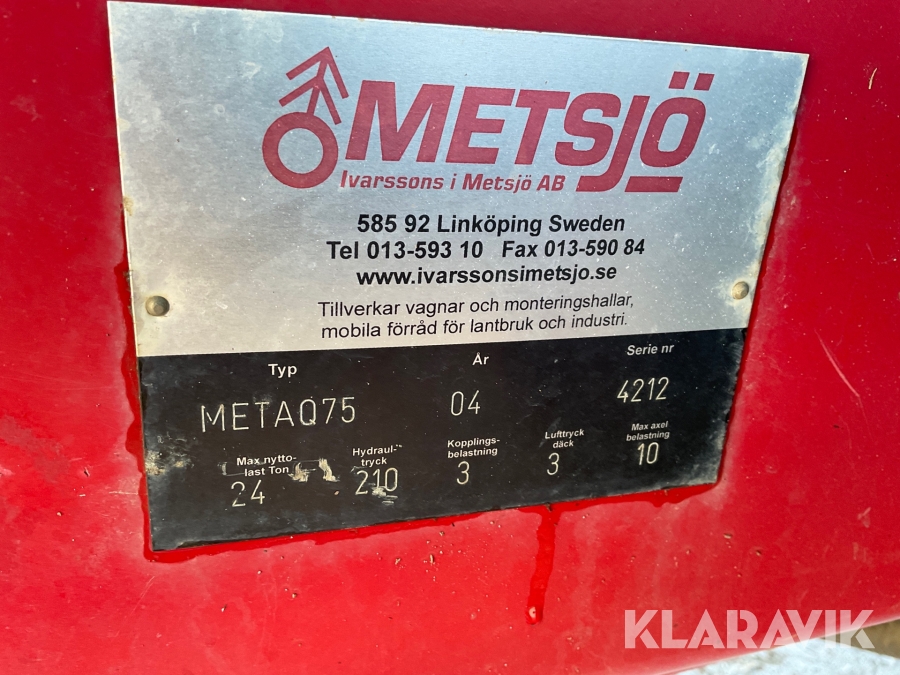 METSJÖ
Ivarssons i Metsjö AB
585 92 Linköping Sweden
Tel 013-593 10 Fax 013-590 84
www.ivarssonsimetsjo.se
Tillverkar vagnar och monteringshallar,
mobila förråd för lantbruk och industri.
Typ År Serie nr
METAQ75 04 4212
Max nytto-
last Ton
24
Hydraul-
tryck
210
Kopplings-
belastning
3
Lufttryck
däck
3
Max axel
belastning
10
KLARAVIK